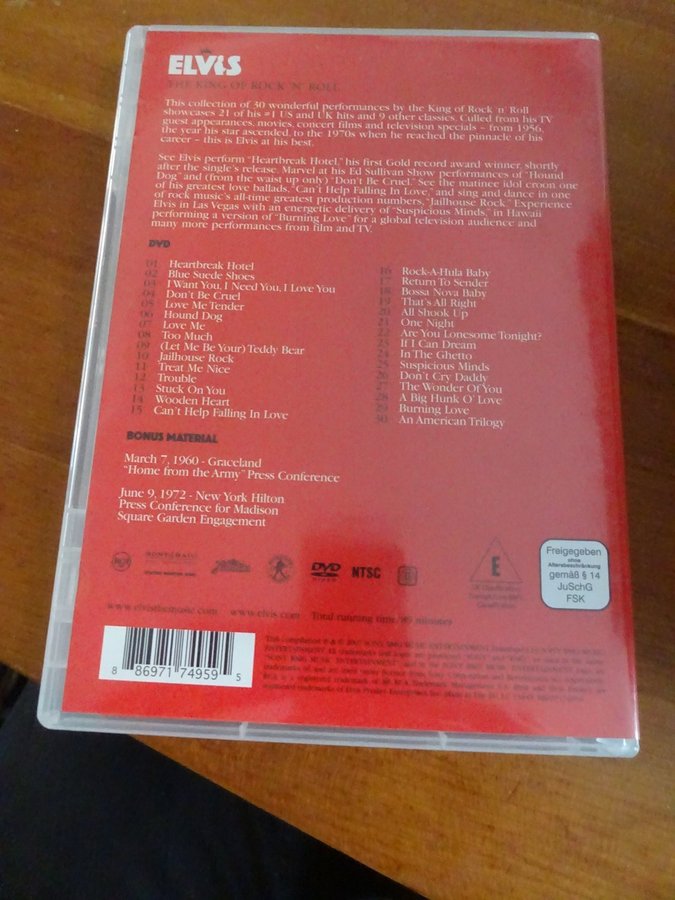 ELVIS
THE KING OF ROCK 'N' ROLL
This collection of 30 wonderful performances by the King of Rock 'n' Roll
showcases 21 of his #1 US and UK hits and 9 other classics. Culled from his TV
guest appearances, movies, concert films and television specials – from 1956,
the year his star ascended, to the 1970s when he reached the pinnacle of his
career – this is Elvis at his best.
See Elvis perform "Heartbreak Hotel," his first Gold record award winner, shortly
after the single's release. Marvel at his Ed Sullivan Show performances of "Hound
Dog" and (from the waist up only) "Don't Be Cruel." See the matinee idol croon one
of his greatest love ballads, "Can't Help Falling In Love," and sing and dance in one
of rock music's all-time greatest production numbers, "Jailhouse Rock." Experience
Elvis in Las Vegas with an energetic delivery of "Suspicious Minds," in Hawaii
performing a version of "Burning Love" for a global television audience and
many more performances from film and TV.
DVD
01 Heartbreak Hotel
02 Blue Suede Shoes
03 I Want You, I Need You, I Love You
04 Don't Be Cruel
05 Love Me Tender
06 Hound Dog
07 Love Me
08 Too Much
09 (Let Me Be Your) Teddy Bear
10 Jailhouse Rock
11 Treat Me Nice
12 Trouble
13 Stuck On You
14 Wooden Heart
15 Can't Help Falling In Love
16 Rock-A-Hula Baby
17 Return To Sender
18 Bossa Nova Baby
19 That's All Right
20 All Shook Up
21 One Night
22 Are You Lonesome Tonight?
23 If I Can Dream
24 In The Ghetto
25 Suspicious Minds
26 Don't Cry Daddy
27 The Wonder Of You
28 A Big Hunk O' Love
29 Burning Love
30 An American Trilogy
BONUS MATERIAL
March 7, 1960 - Graceland
"Home from the Army" Press Conference
June 9, 1972 - New York Hilton
Press Conference for Madison
Square Garden Engagement
DVD
NTSC
0
E
Freigegeben
ohne
Altersbeschränkung
gemäß § 14
JuSchG
FSK
www.elvisthemusic.com www.elvis.com Total running time minutes
8 86971 74959 5